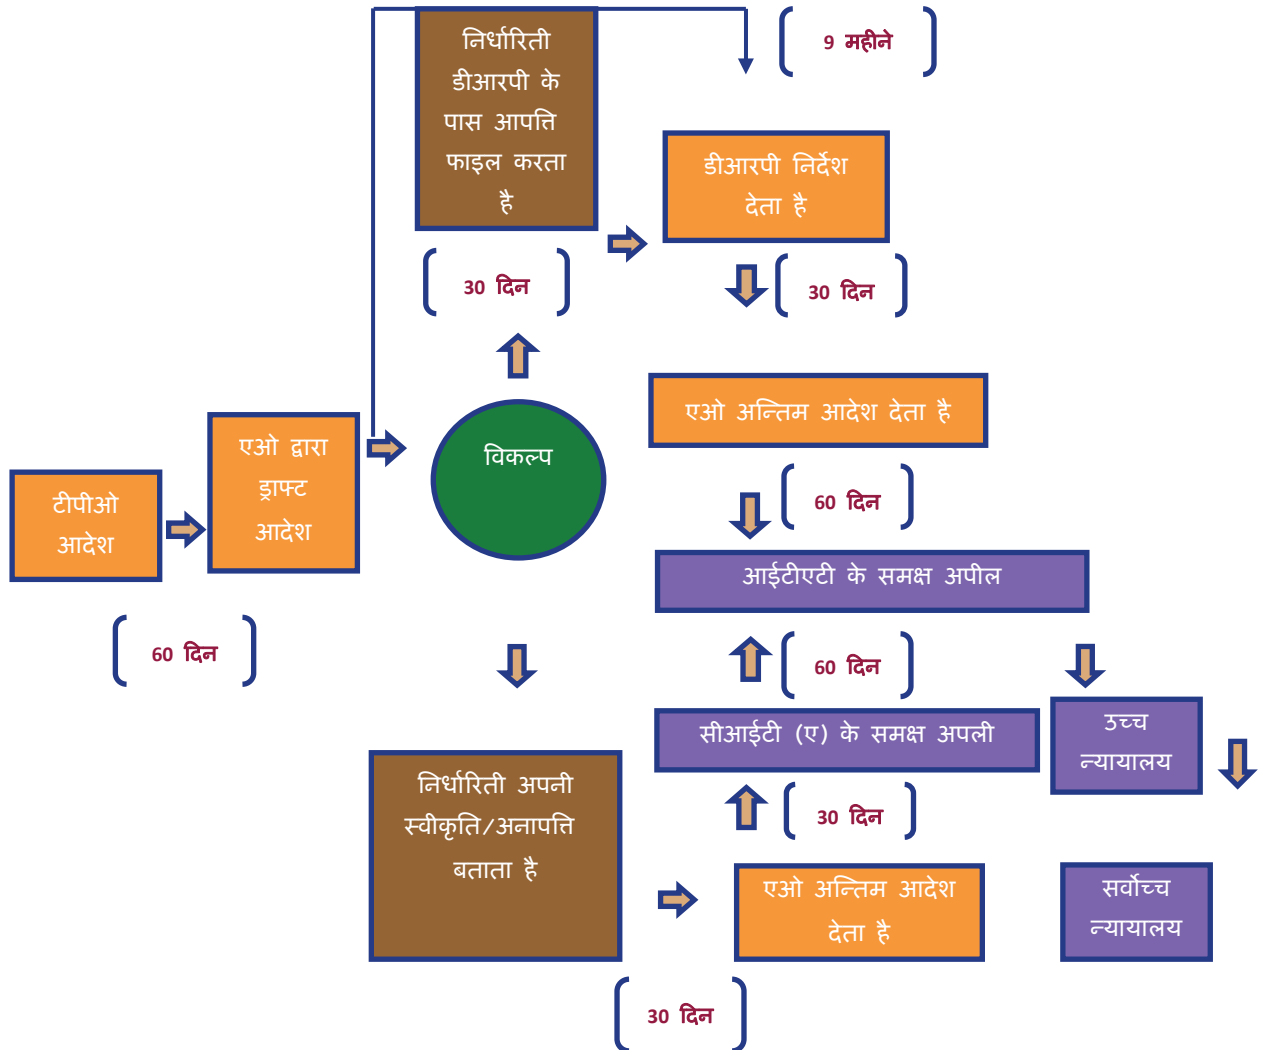 निर्धारिती
डीआरपी के
पास आपत्ति
फाइल करता
है
9 महीने
डीआरपी निर्देश
देता है
30 दिन
30 दिन
एओ अन्तिम आदेश देता है
एओ द्वारा
ड्राफ्ट
आदेश
विकल्प
टीपीओ
आदेश
60 दिन
आईटीएटी के समक्ष अपील
60 दिन
60 दिन
सीआईटी (ए) के समक्ष अपली
उच्च
न्यायालय
निर्धारिती अपनी
स्वीकृति/अनापत्ति
बताता है
30 दिन
एओ अन्तिम आदेश
देता है
सर्वोच्च
न्यायालय
30 दिन